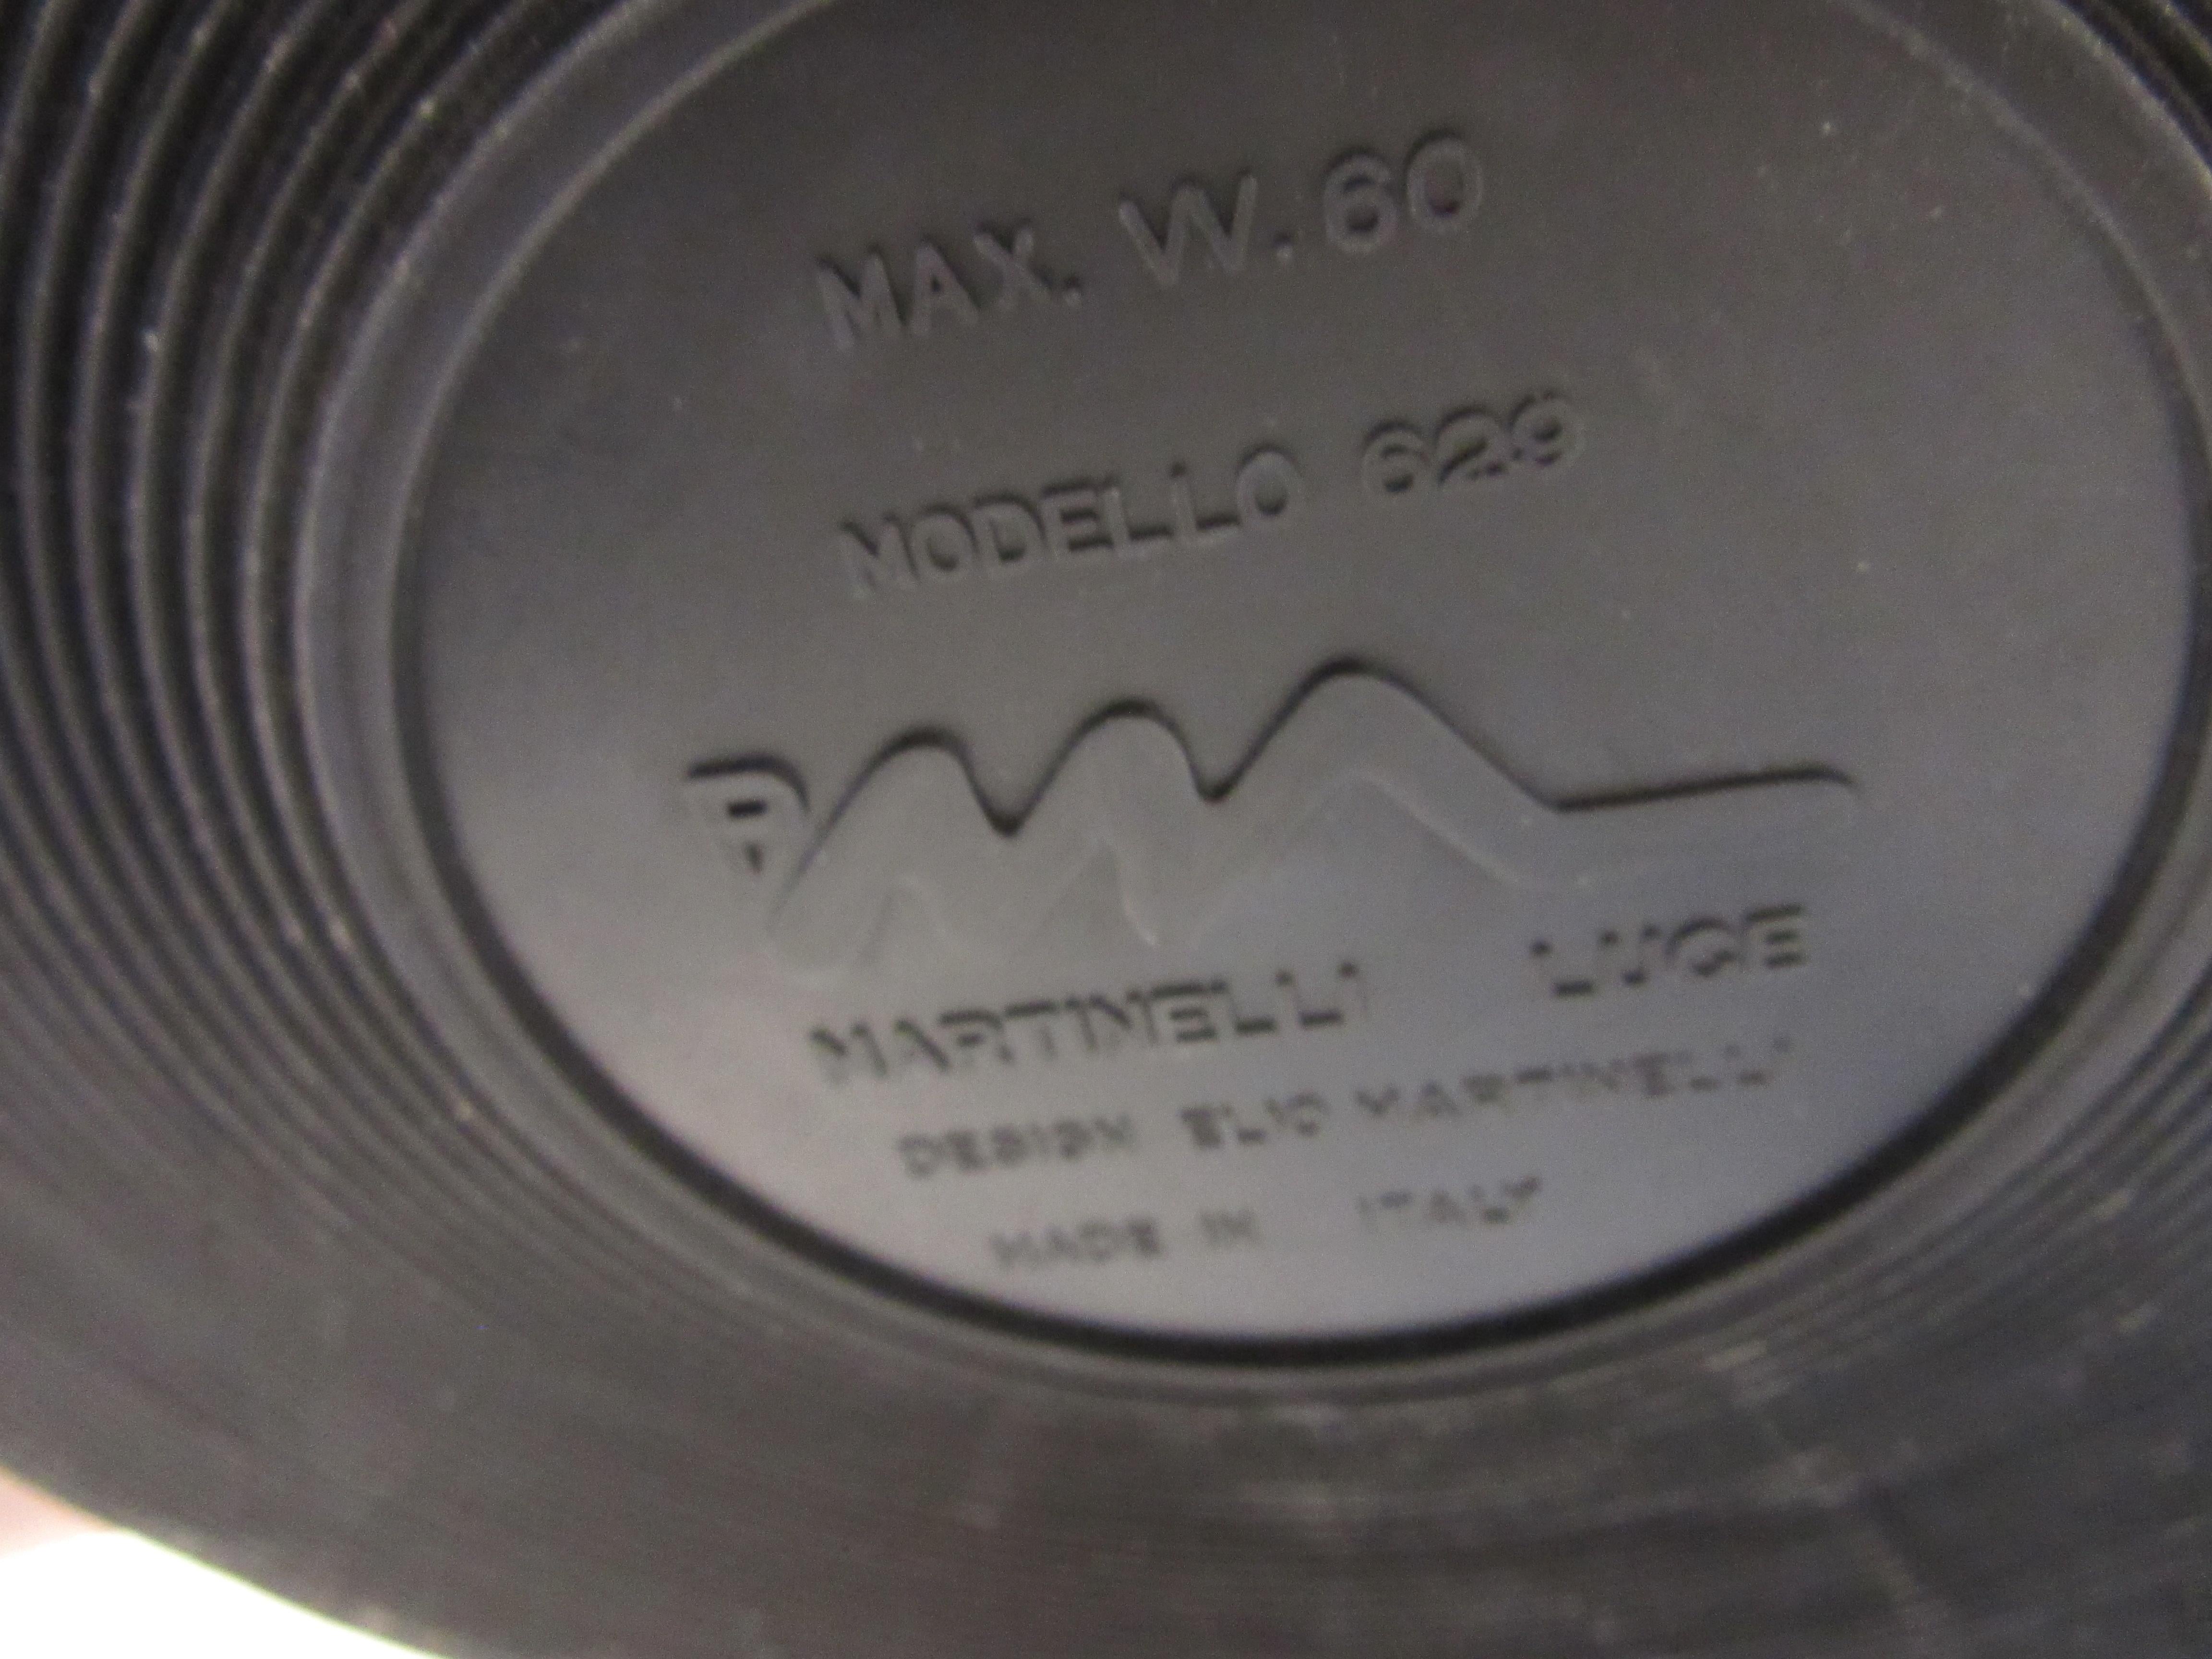 MAX. W. 60
MODELLO 629
MARTINELLI LUCE
DESIGN ELIO MARTINELLI
MADE IN ITALY